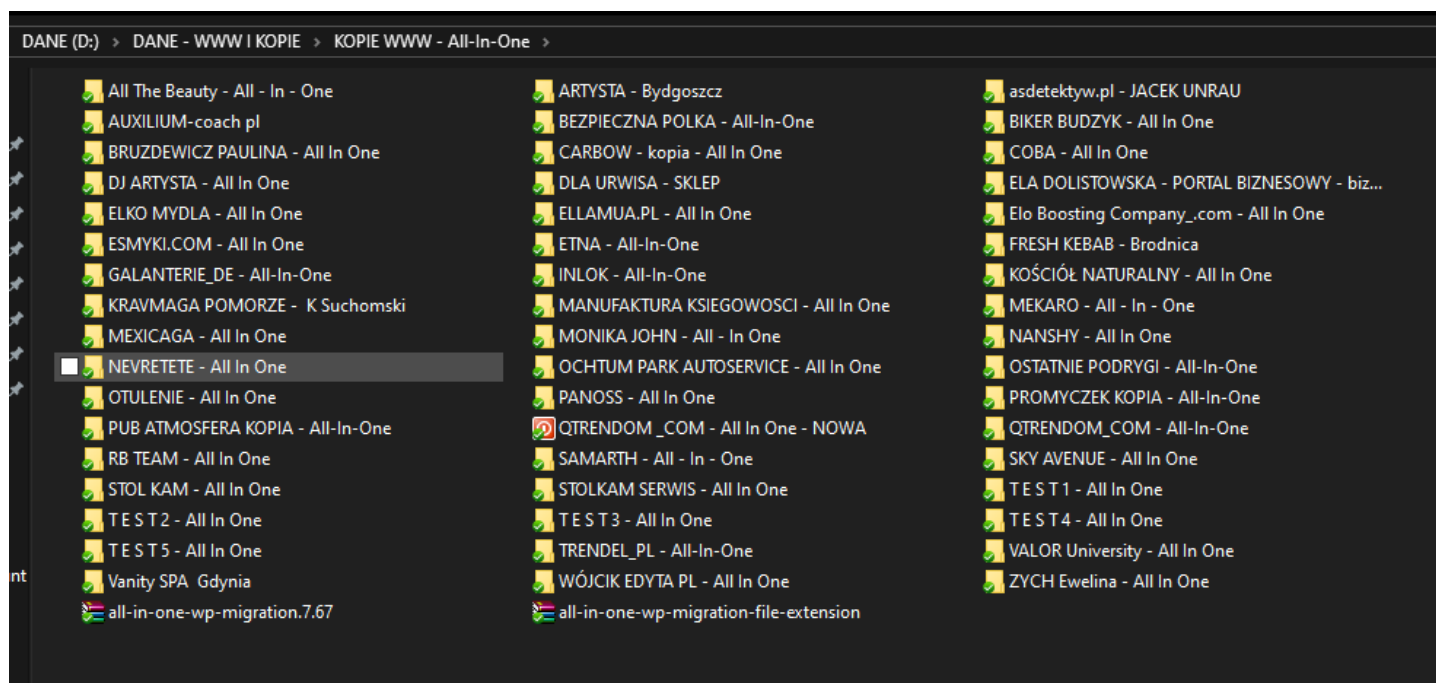 DANE (D:) > DANE - WWW I KOPIE > KOPIE WWW - All-In-One >
All The Beauty - All - In - One
ARTYSTA - Bydgoszcz
asdetektyw.pl - JACEK UNRAU
AUXILIUM-coach pl
BEZPIECZNA POLKA - All-In-One
BIKER BUDZYK - All In One
BRUZDEWICZ PAULINA - All In One
CARBOW - kopia - All In One
COBA - All In One
DJ ARTYSTA - All In One
DLA URWISA - SKLEP
ELA DOLISTOWSKA - PORTAL BIZNESOWY - biz...
ELKO MYDLA - All In One
ELLAMUA.PL - All In One
Elo Boosting Company_.com - All In One
ESMYKI.COM - All In One
ETNA - All-In-One
FRESH KEBAB - Brodnica
GALANTERIE_DE - All-In-One
INLOK - All-In-One
KOŚCIÓŁ NATURALNY - All In One
KRAVMAGA POMORZE -  K Suchomski
MANUFAKTURA KSIEGOWOSCI - All In One
MEKARO - All - In - One
MEXICAGA - All In One
MONIKA JOHN - All - In One
NANSHY - All In One
NEVRETETE - All In One
OCHTUM PARK AUTOSERVICE - All In One
OSTATNIE PODRYGI - All-In-One
OTULENIE - All In One
PANOSS - All In One
PROMYCZEK KOPIA - All-In-One
PUB ATMOSFERA KOPIA - All-In-One
QTRENDOM _COM - All In One - NOWA
QTRENDOM_COM - All-In-One
RB TEAM - All In One
SAMARTH - All - In - One
SKY AVENUE - All In One
STOL KAM - All In One
STOLKAM SERWIS - All In One
T E S T 1 - All In One
T E S T 2 - All In One
T E S T 3 - All In One
T E S T 4 - All In One
T E S T 5 - All In One
TRENDEL_PL - All-In-One
VALOR University - All In One
nt
Vanity SPA  Gdynia
WÓJCIK EDYTA PL - All In One
ZYCH Ewelina - All In One
all-in-one-wp-migration.7.67
all-in-one-wp-migration-file-extension